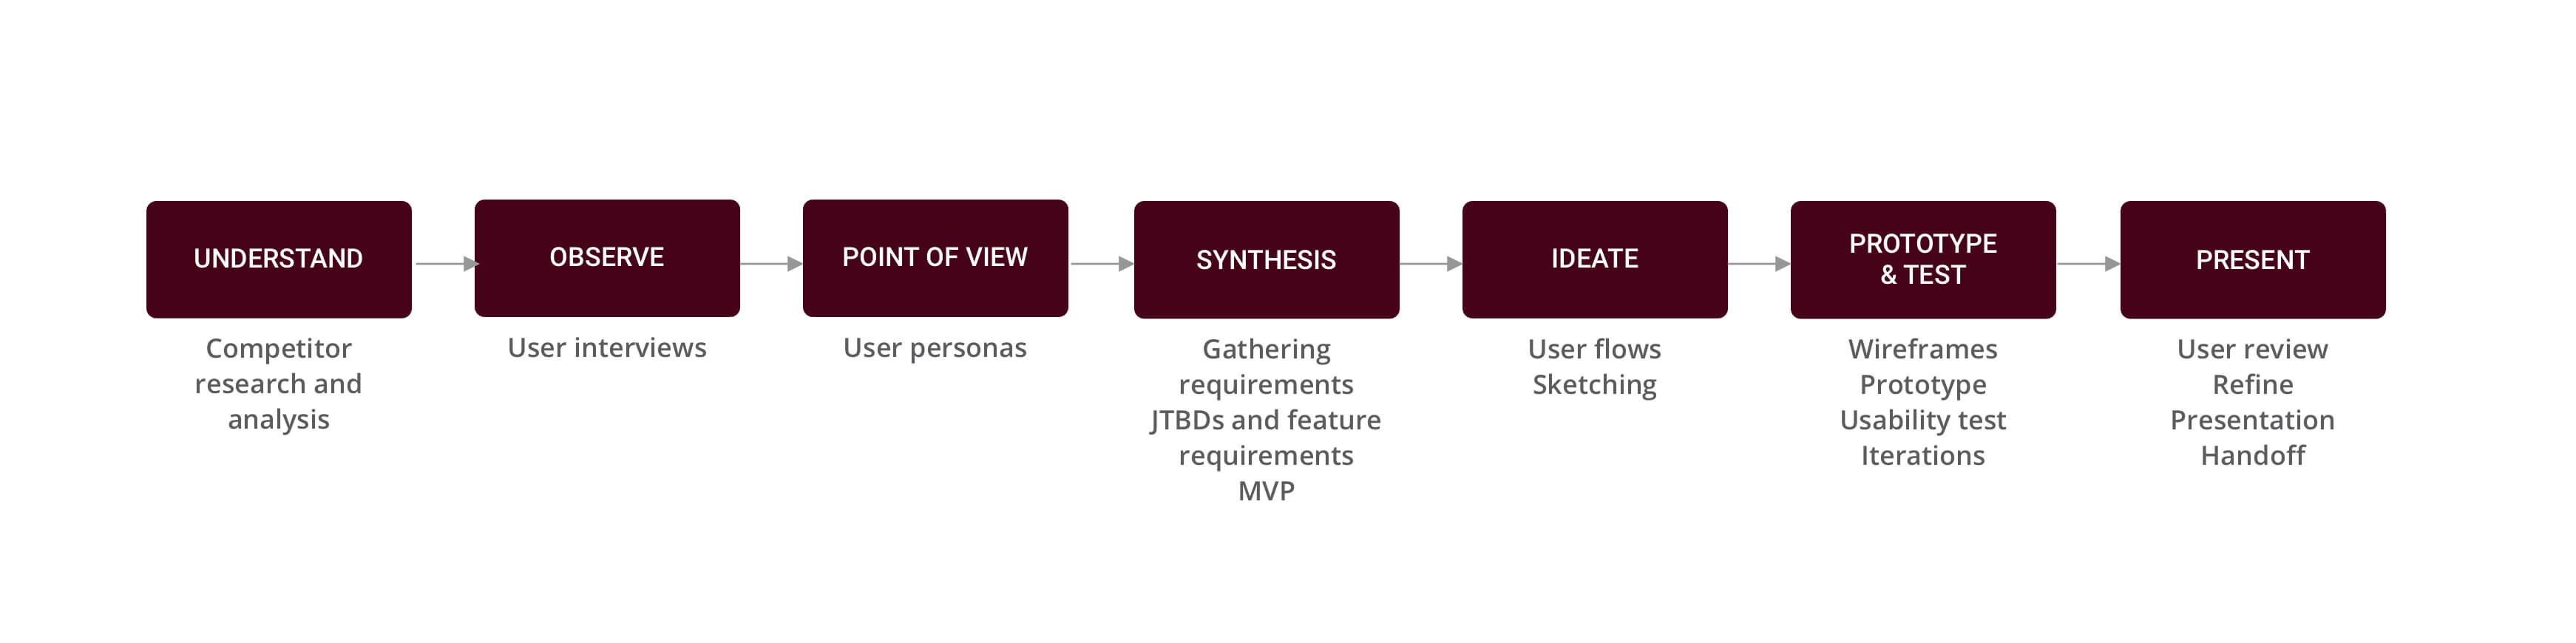 UNDERSTAND
Competitor
research and
analysis
OBSERVE
User interviews
POINT OF VIEW
User personas
SYNTHESIS
Gathering
requirements
JTBDs and feature
requirements
MVP
IDEATE
User flows
Sketching
PROTOTYPE
& TEST
Wireframes
Prototype
Usability test
Iterations
PRESENT
User review
Refine
Presentation
Handoff